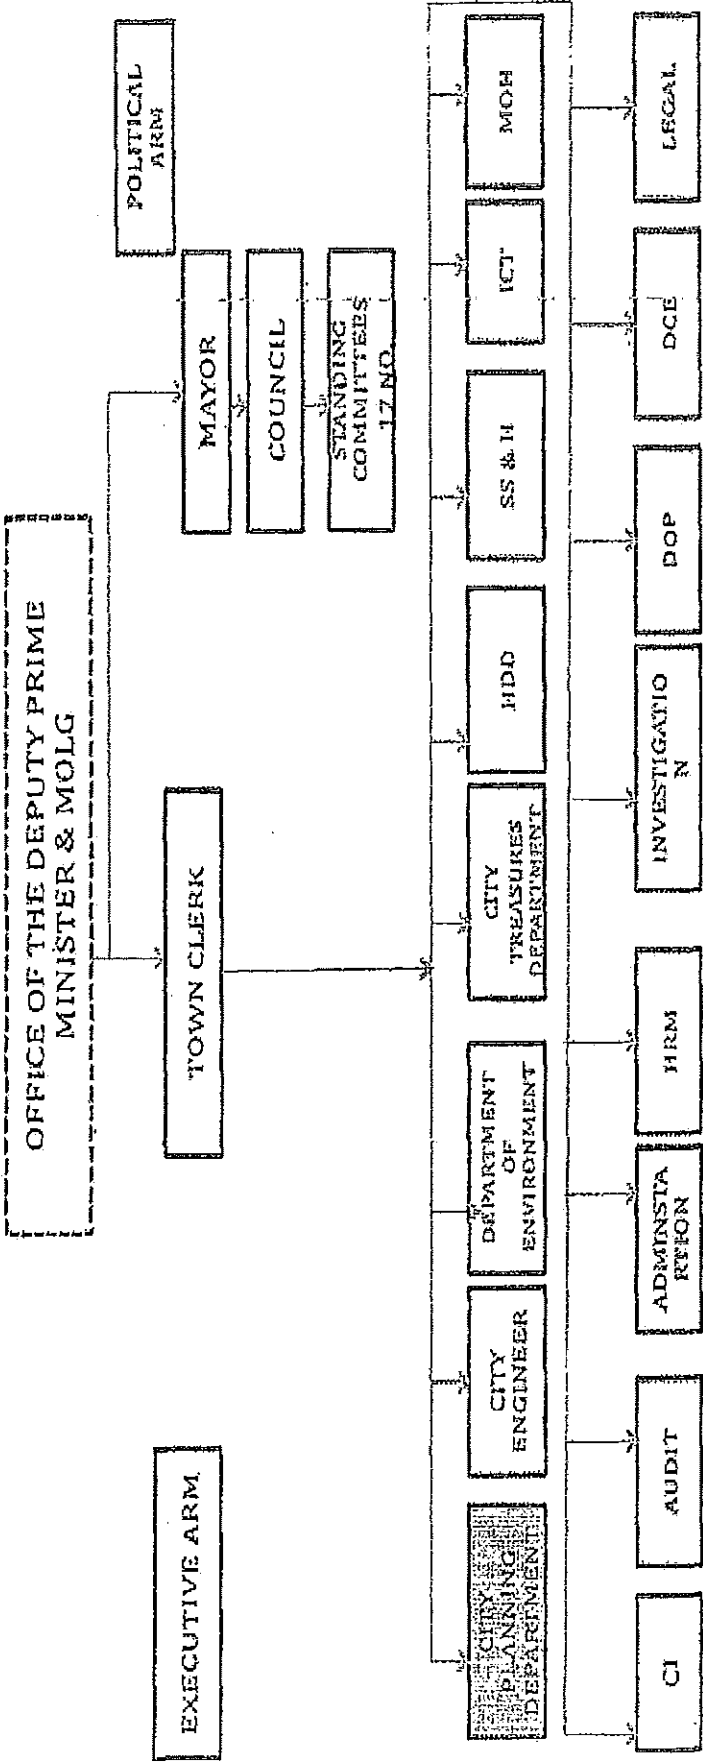 OFFICE OF THE DEPUTY PRIME
MINISTER & MOLG
POLITICAL
ARM
EXECUTIVE ARM
TOWN CLERK
MAYOR
COUNCIL
STANDING
COMMITTEES
17 NO.
CITY
PLANNING
DEPARTMENT
CITY
ENGINEER
DEPARTMENT
OF
ENVIRONMENT
CITY
TREASURES
DEPARTMENT
HDD
SS & H
ICT
MOH
CI
AUDIT
ADMINSTA
RTION
HRM
INVESTIGATIO
N
DOP
DCE
LEGAL